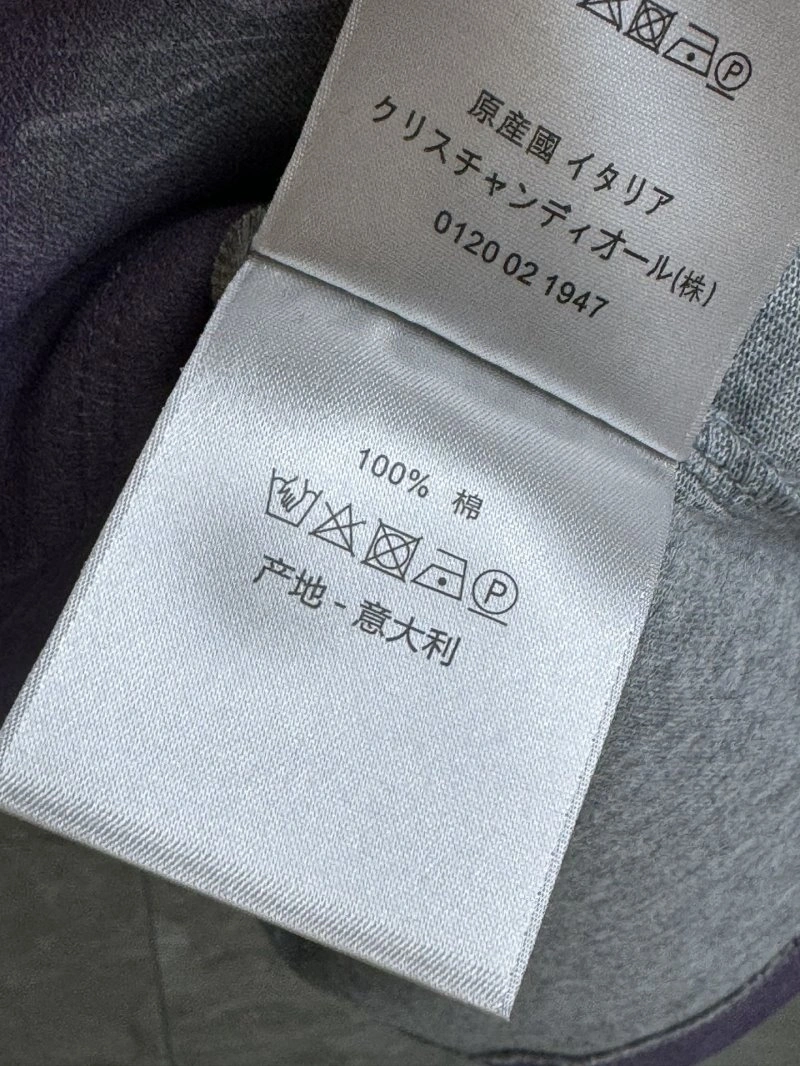 P
原産國 イタリア
クリスチャンディオール(株)
0120 02 1947
100% 棉
P
产地 - 意大利